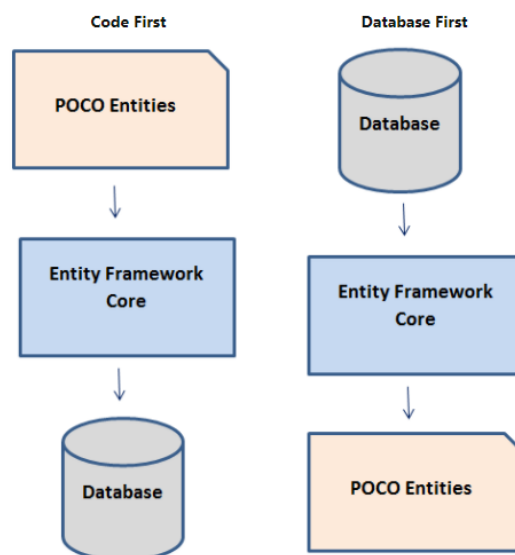 Code First
POCO Entities
Entity Framework
Core
Database
Database First
Database
Entity Framework
Core
POCO Entities